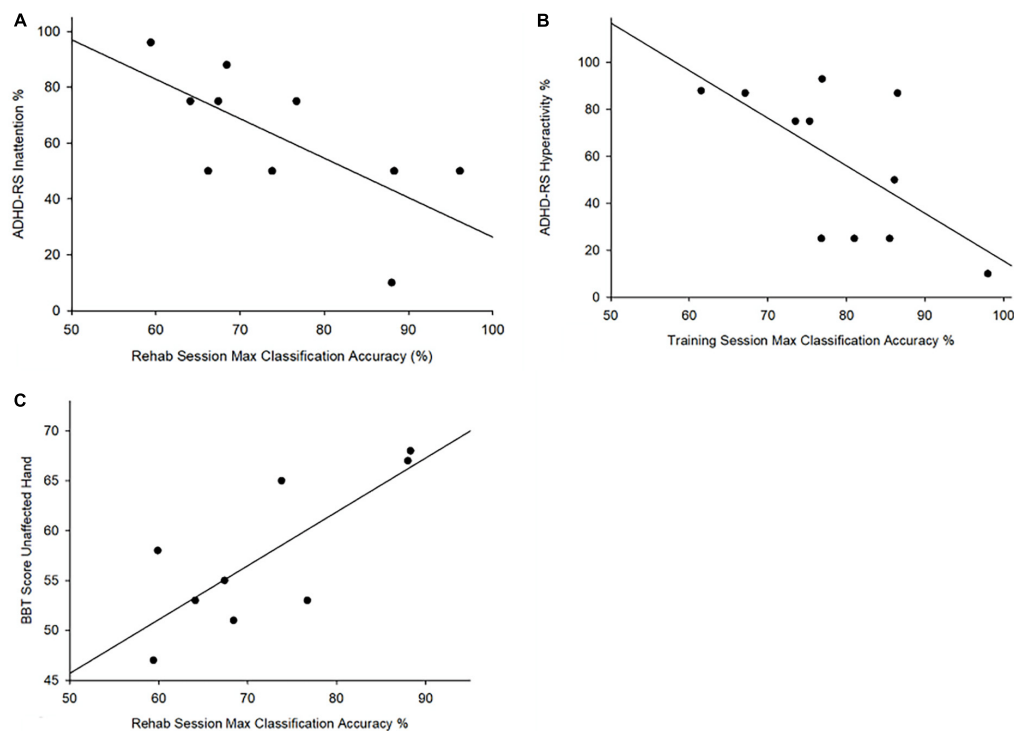 A
ADHD-RS Inattention %
100
80
60
40
20
0
50 60 70 80 90 100
Rehab Session Max Classification Accuracy (%)
B
ADHD-RS Hyperactivity %
100
80
60
40
20
0
50 60 70 80 90 100
Training Session Max Classification Accuracy %
C
BBT Score Unaffected Hand
70
65
60
55
50
45
50 60 70 80 90
Rehab Session Max Classification Accuracy %